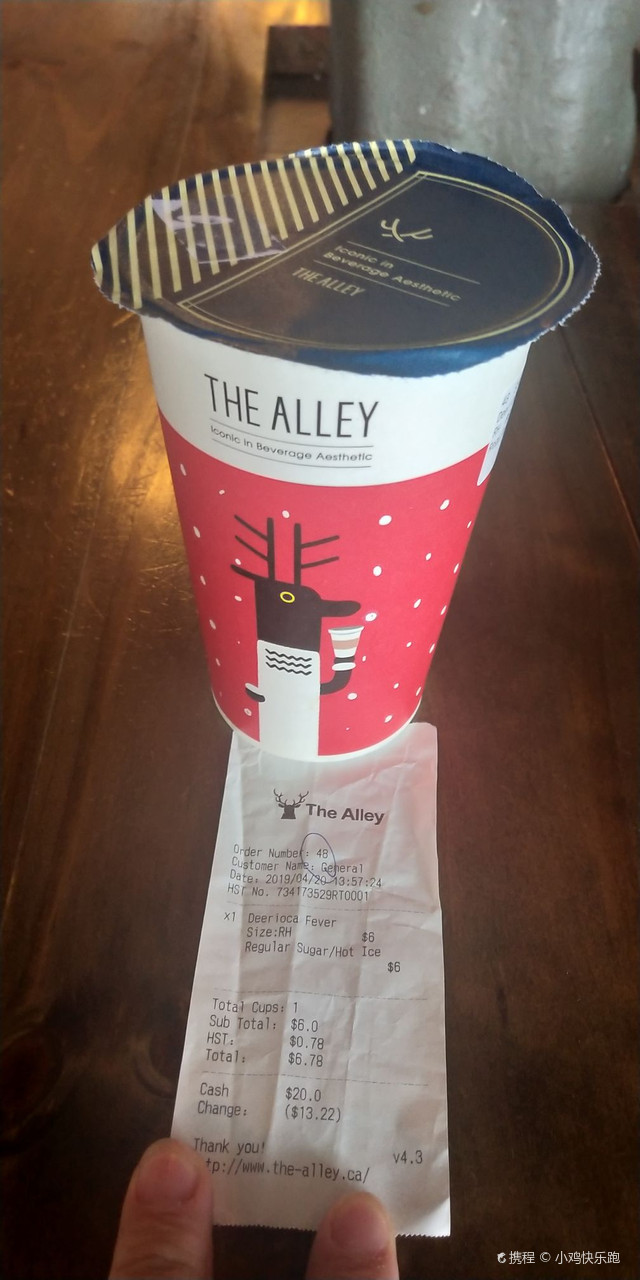 Iconic in
Beverage Aesthetic
THE ALLEY
THE ALLEY
Iconic in Beverage Aesthetic
The Alley
Order Number: 48
Customer Name: General
Date: 2019/04/20 13:57:24
HST No. 734173529RT0001
x1 Deerioca Fever
Size:RH $6
Regular Sugar/Hot Ice
$6
Total Cups: 1
Sub Total: $6.0
HST: $0.78
Total: $6.78
Cash $20.0
Change: ($13.22)
Thank you! v4.3
tp://www.the-alley.ca/
携程 © 小鸡快乐跑